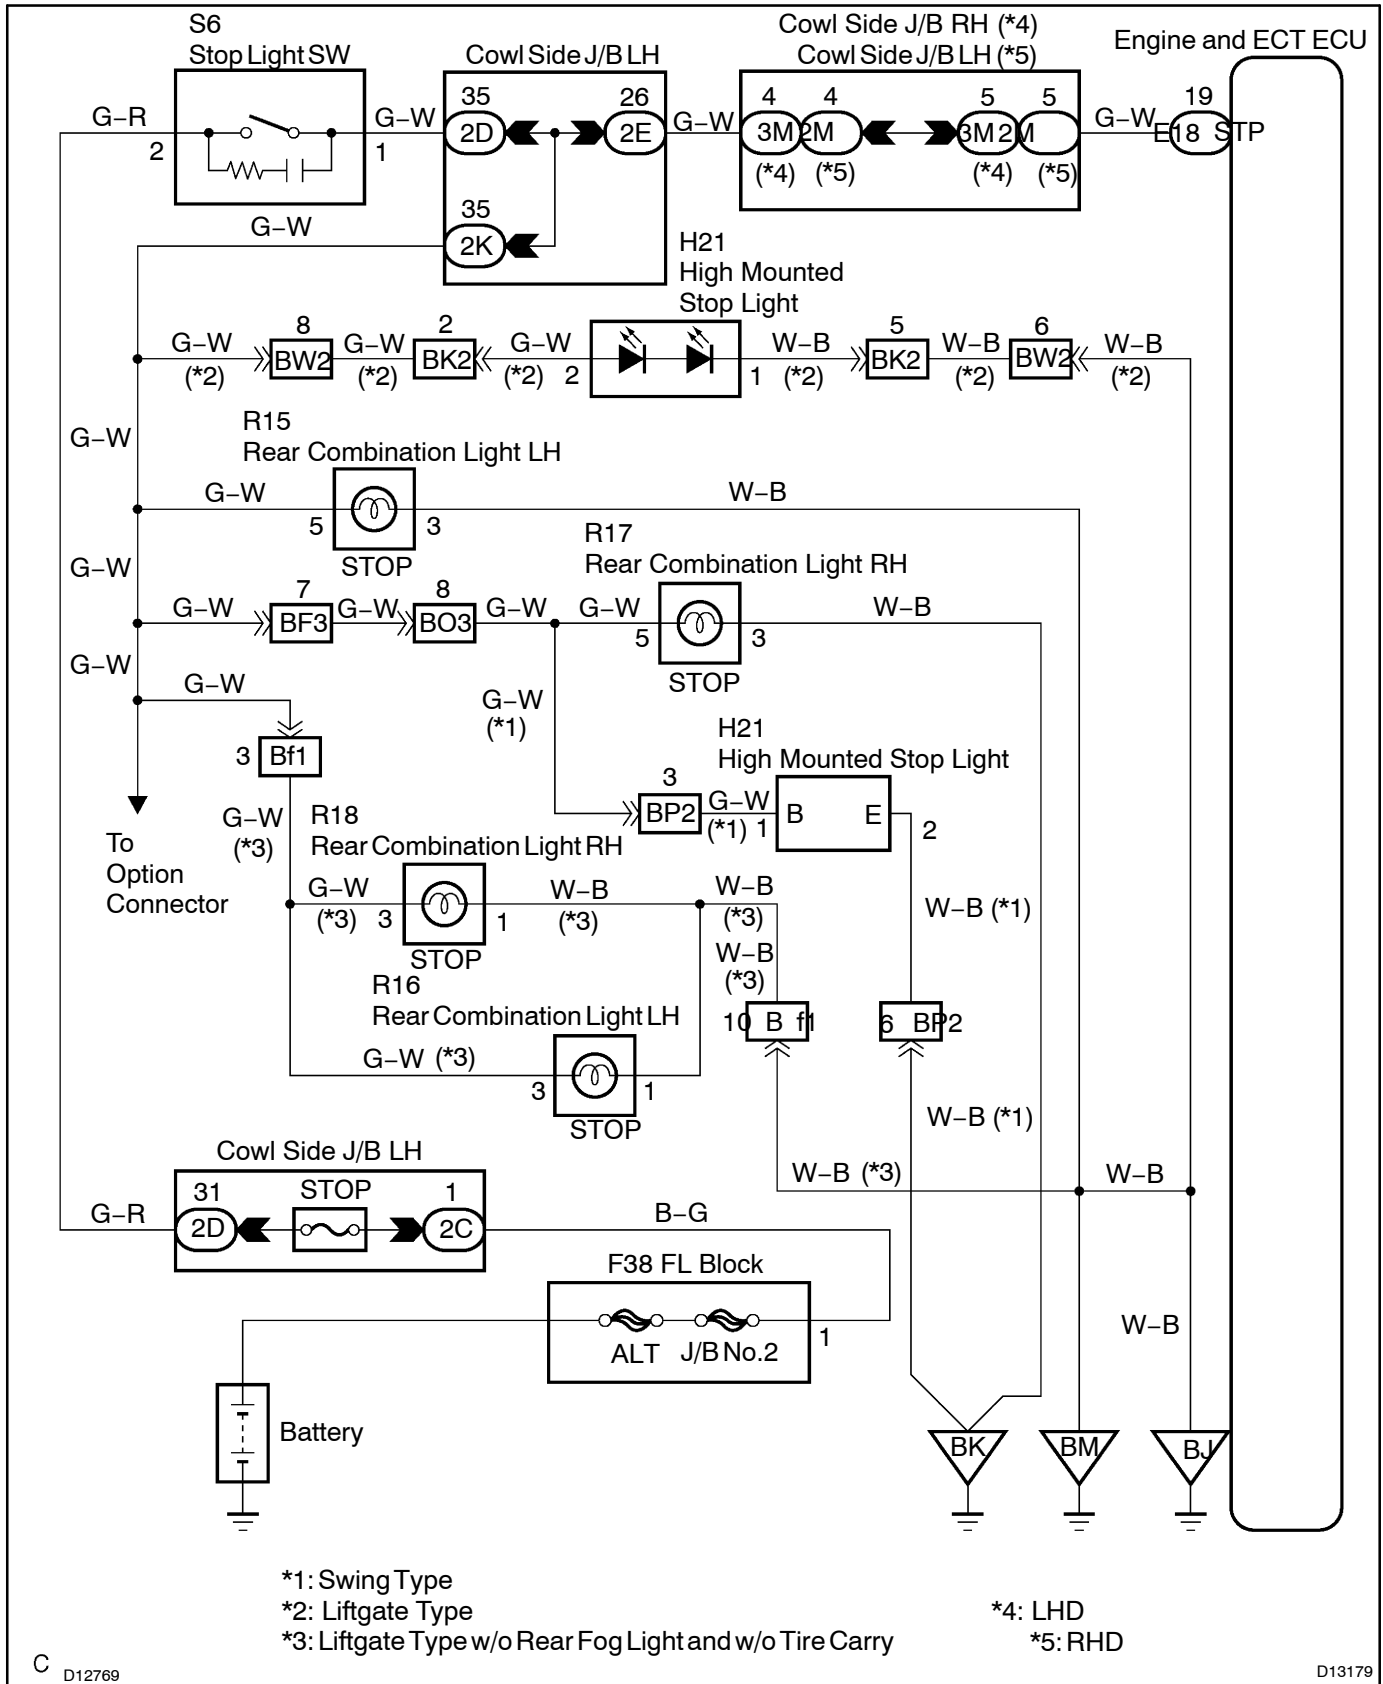 S6
Stop Light SW
Cowl Side J/B LH
Cowl Side J/B RH (*4)
Cowl Side J/B LH (*5)
Engine and ECT ECU
G–R
2
1
G–W
35
2D
26
2E
G–W
4
4
3M
2M
(*4)
(*5)
5
5
3M
2M
(*4)
(*5)
G–W
19
E18
STP
G–W
35
2K
H21
High Mounted
Stop Light
G–W
(*2)
8
BW2
G–W
(*2)
2
BK2
G–W
(*2)
2
1
W–B
(*2)
5
BK2
W–B
(*2)
6
BW2
W–B
(*2)
G–W
R15
Rear Combination Light LH
G–W
5
3
STOP
W–B
R17
Rear Combination Light RH
G–W
G–W
7
BF3
G–W
8
BO3
G–W
G–W
5
3
STOP
W–B
G–W
G–W
3
Bf1
G–W
(*1)
H21
High Mounted Stop Light
3
BP2
G–W
(*1)
1
B
E
2
To
Option
Connector
G–W
(*3)
R18
Rear Combination Light RH
G–W
(*3)
3
1
STOP
W–B
(*3)
W–B
(*3)
W–B
(*3)
W–B (*1)
R16
Rear Combination Light LH
G–W (*3)
3
1
STOP
10
B f1
6
BP2
W–B (*1)
Cowl Side J/B LH
W–B (*3)
W–B
G–R
31
2D
STOP
1
2C
B–G
F38 FL Block
ALT
J/B No.2
1
W–B
Battery
BK
BM
BJ
*1: Swing Type
*2: Liftgate Type
*4: LHD
*3: Liftgate Type w/o Rear Fog Light and w/o Tire Carry
*5: RHD
C
D12769
D13179